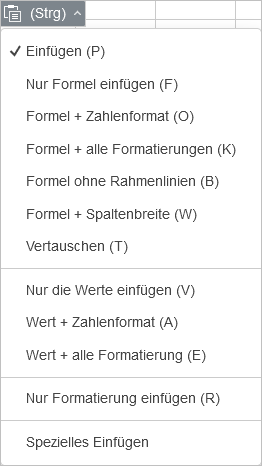 (Strg)
Einfügen (P)
Nur Formel einfügen (F)
Formel + Zahlenformat (O)
Formel + alle Formatierungen (K)
Formel ohne Rahmenlinien (B)
Formel + Spaltenbreite (W)
Vertauschen (T)
Nur die Werte einfügen (V)
Wert + Zahlenformat (A)
Wert + alle Formatierung (E)
Nur Formatierung einfügen (R)
Spezielles Einfügen